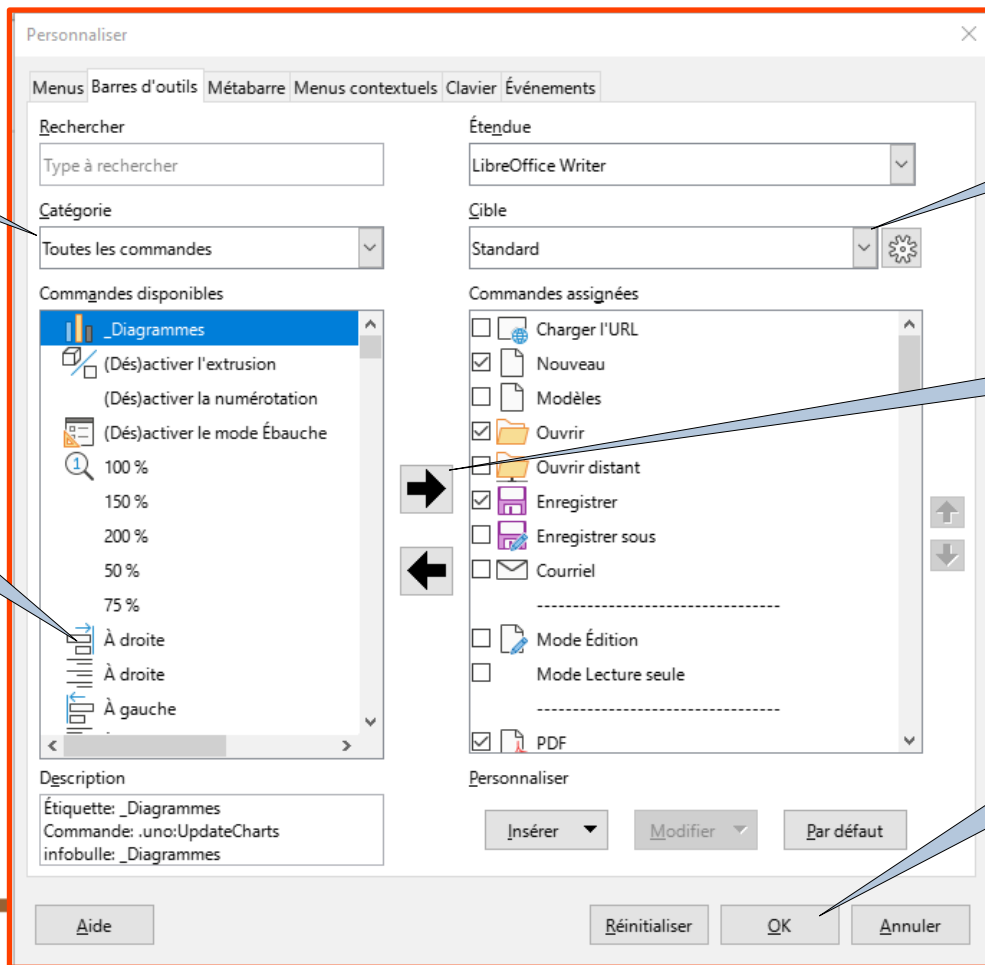 Personnaliser
Menus Barres d'outils Métabarre Menus contextuels Clavier Événements
Rechercher
Type à rechercher
Catégorie
Toutes les commandes
Commandes disponibles
_Diagrammes
(Dés)activer l'extrusion
(Dés)activer la numérotation
(Dés)activer le mode Ébauche
100 %
150 %
200 %
50 %
75 %
À droite
À droite
À gauche
Description
Étiquette: _Diagrammes
Commande: .uno:UpdateCharts
infobulle: _Diagrammes
Étendue
LibreOffice Writer
Cible
Standard
Commandes assignées
Charger l'URL
Nouveau
Modèles
Ouvrir
Ouvrir distant
Enregistrer
Enregistrer sous
Courriel
----------------------------------
Mode Édition
Mode Lecture seule
----------------------------------
PDF
Personnaliser
Insérer Modifier Par défaut
Aide Réinitialiser OK Annuler